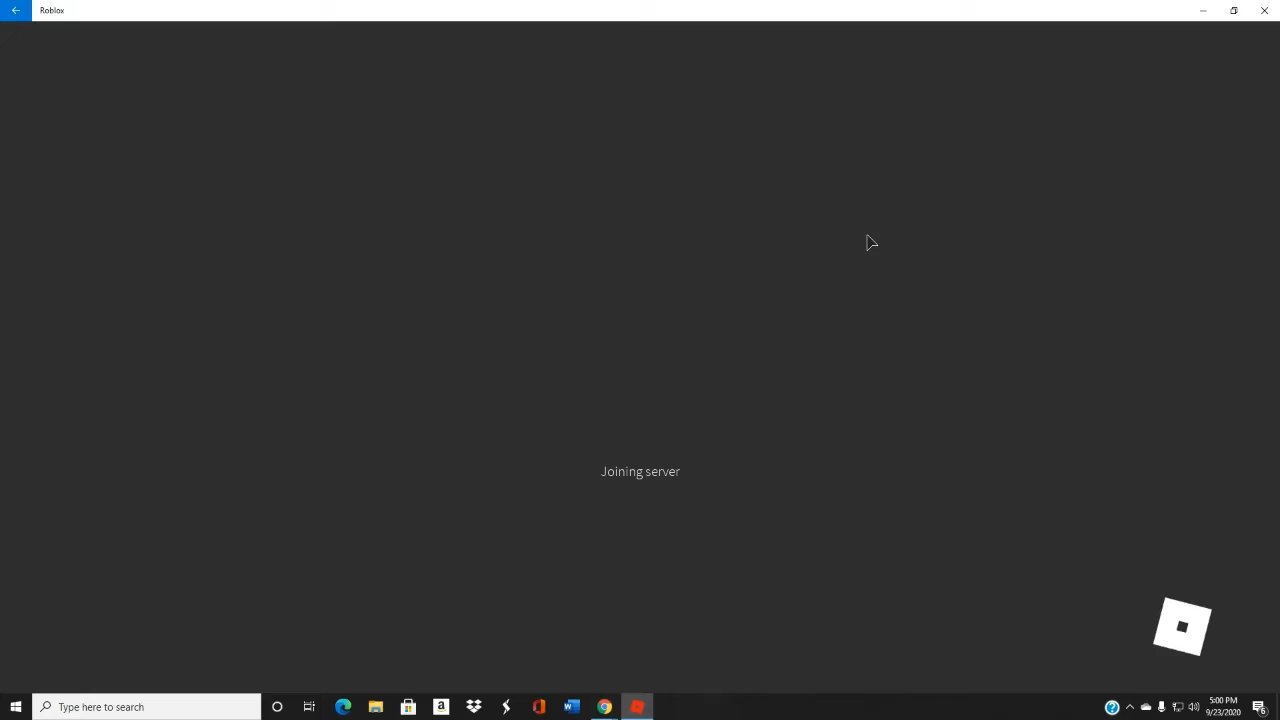 Roblox
Joining server
Type here to search
5:00 PM
9/23/2020